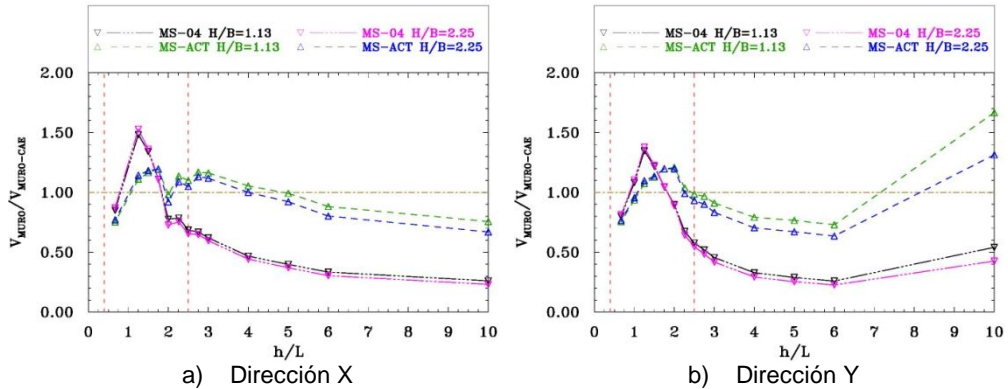 MS-04 H/B=1.13 MS-04 H/B=2.25
MS-ACT H/B=1.13 MS-ACT H/B=2.25
2.00
1.50
1.00
0.50
0.00
V_MURO/V_MURO-CAE
0 1 2 3 4 5 6 7 8 9 10
h/L
a) Dirección X
MS-04 H/B=1.13 MS-04 H/B=2.25
MS-ACT H/B=1.13 MS-ACT H/B=2.25
2.00
1.50
1.00
0.50
0.00
V_MURO/V_MURO-CAE
0 1 2 3 4 5 6 7 8 9 10
h/L
b) Dirección Y